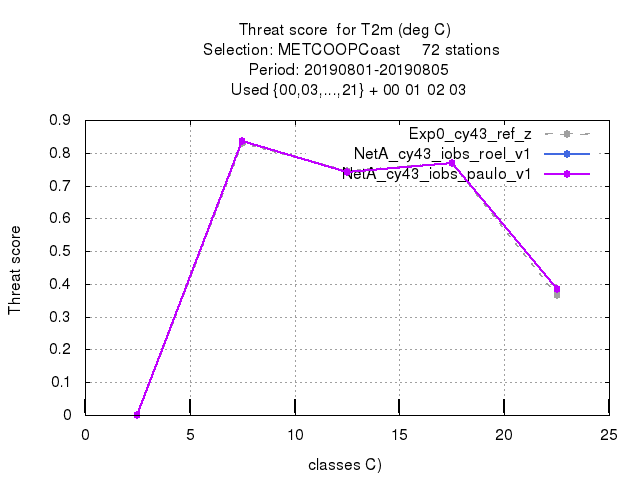 Threat score  for T2m (deg C)
Selection: METCOOPCoast     72 stations
Period: 20190801-20190805
Used {00,03,...,21} + 00 01 02 03
Exp0_cy43_ref_z
NetA_cy43_iobs_roel_v1
NetA_cy43_iobs_paulo_v1
0.9
0.8
0.7
0.6
0.5
0.4
0.3
0.2
0.1
0
Threat score
0 5 10 15 20 25
classes C)